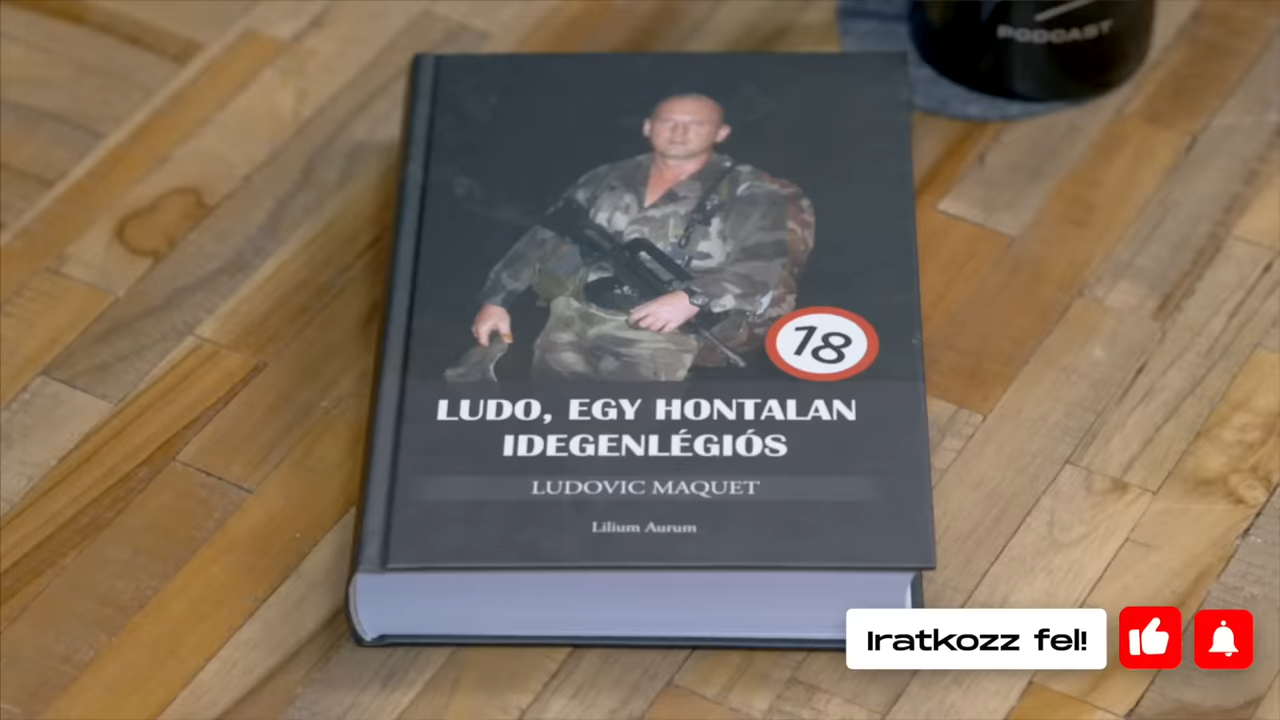 PODCAST
18
LUDO, EGY HONTALAN
IDEGENLÉGIÓS
LUDOVIC MAQUET
Lilium Aurum
Iratkozz fel!